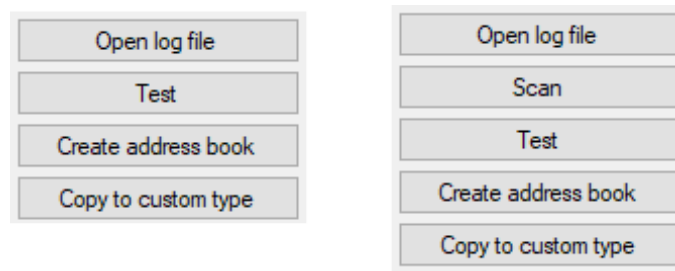 Open log file
Test
Create address book
Copy to custom type
Open log file
Scan
Test
Create address book
Copy to custom type